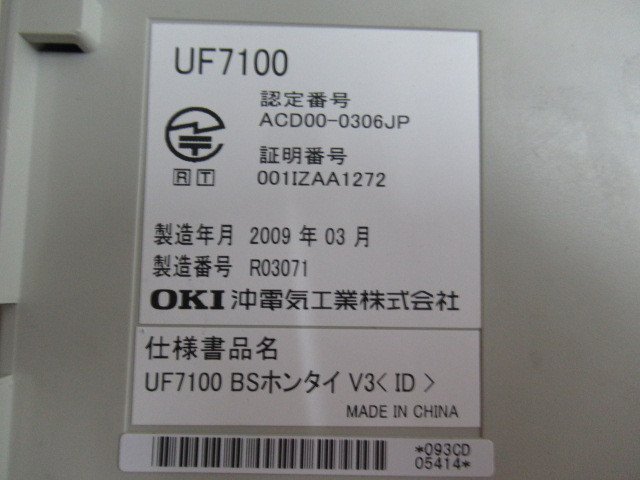 UF7100
認定番号
ACD00-0306JP
証明番号
001IZAA1272
R T
製造年月 2009 年 03 月
製造番号 R03071
OKI 沖電気工業株式会社
仕様書品名
UF7100 BSホンタイ V3< ID >
MADE IN CHINA
*093CD
05414*